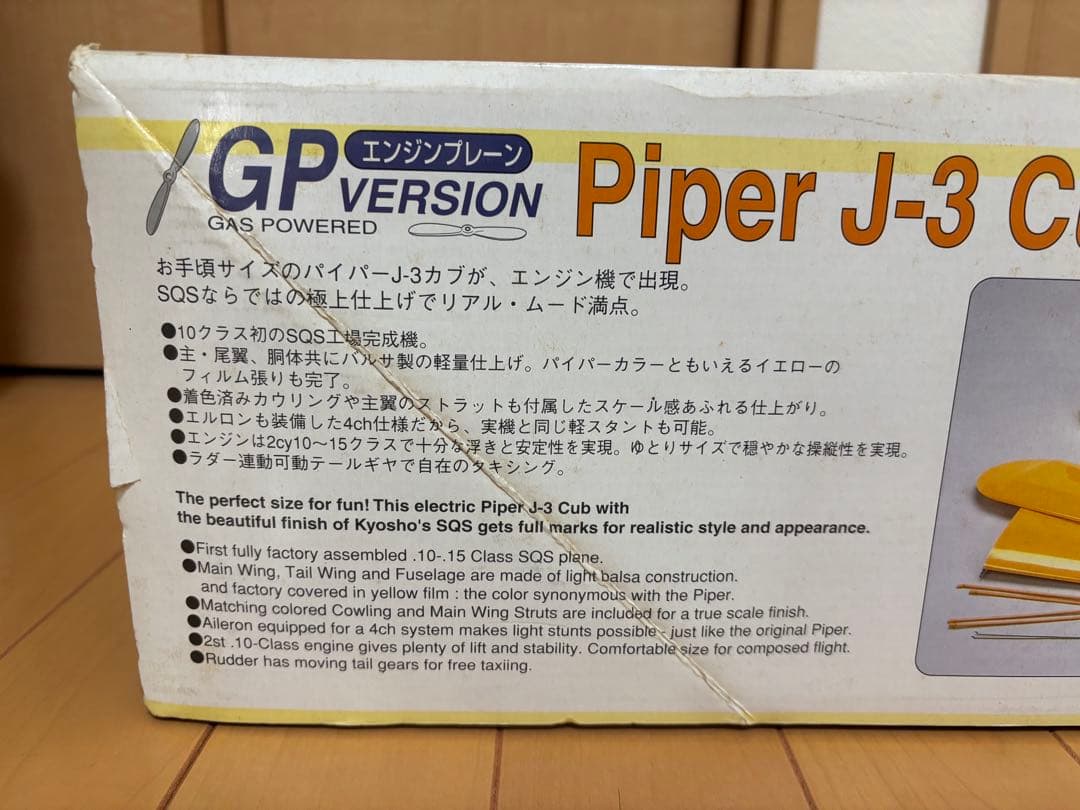 GP エンジンプレーン
VERSION
GAS POWERED
Piper J-3 C
お手頃サイズのパイパーJ-3カブが、エンジン機で出現。
SQSならではの極上仕上げでリアル・ムード満点。
●10クラス初のSQS工場完成機。
●主・尾翼、胴体共にバルサ製の軽量仕上げ。パイパーカラーともいえるイエローの
フィルム張りも完了。
●着色済みカウリングや主翼のストラットも付属したスケール感あふれる仕上がり。
●エルロンも装備した4ch仕様だから、実機と同じ軽スタントも可能。
●エンジンは2cy10〜15クラスで十分な浮きと安定性を実現。ゆとりサイズで穏やかな操縦性を実現。
●ラダー連動可動テールギヤで自在のタキシング。
The perfect size for fun! This electric Piper J-3 Cub with
the beautiful finish of Kyosho's SQS gets full marks for realistic style and appearance.
●First fully factory assembled .10-.15 Class SQS plane.
●Main Wing, Tail Wing and Fuselage are made of light balsa construction.
and factory covered in yellow film : the color synonymous with the Piper.
●Matching colored Cowling and Main Wing Struts are included for a true scale finish.
●Aileron equipped for a 4ch system makes light stunts possible - just like the original Piper.
●2st .10-Class engine gives plenty of lift and stability. Comfortable size for composed flight.
●Rudder has moving tail gears for free taxiing.